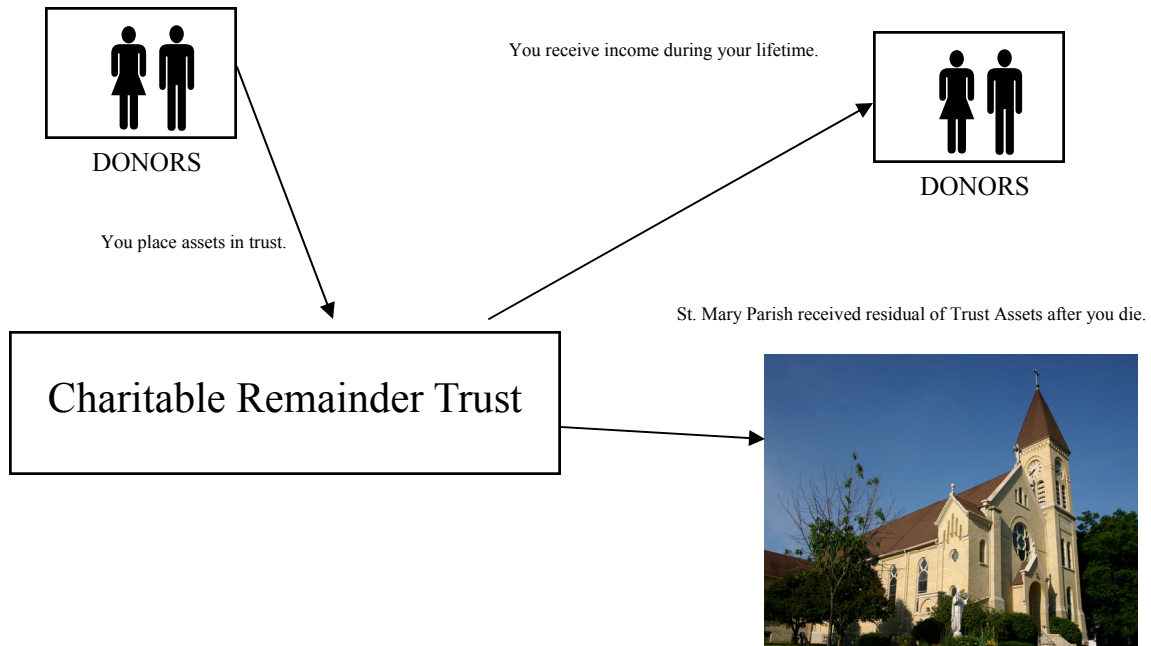 You receive income during your lifetime.
DONORS
DONORS
You place assets in trust.
St. Mary Parish received residual of Trust Assets after you die.
Charitable Remainder Trust